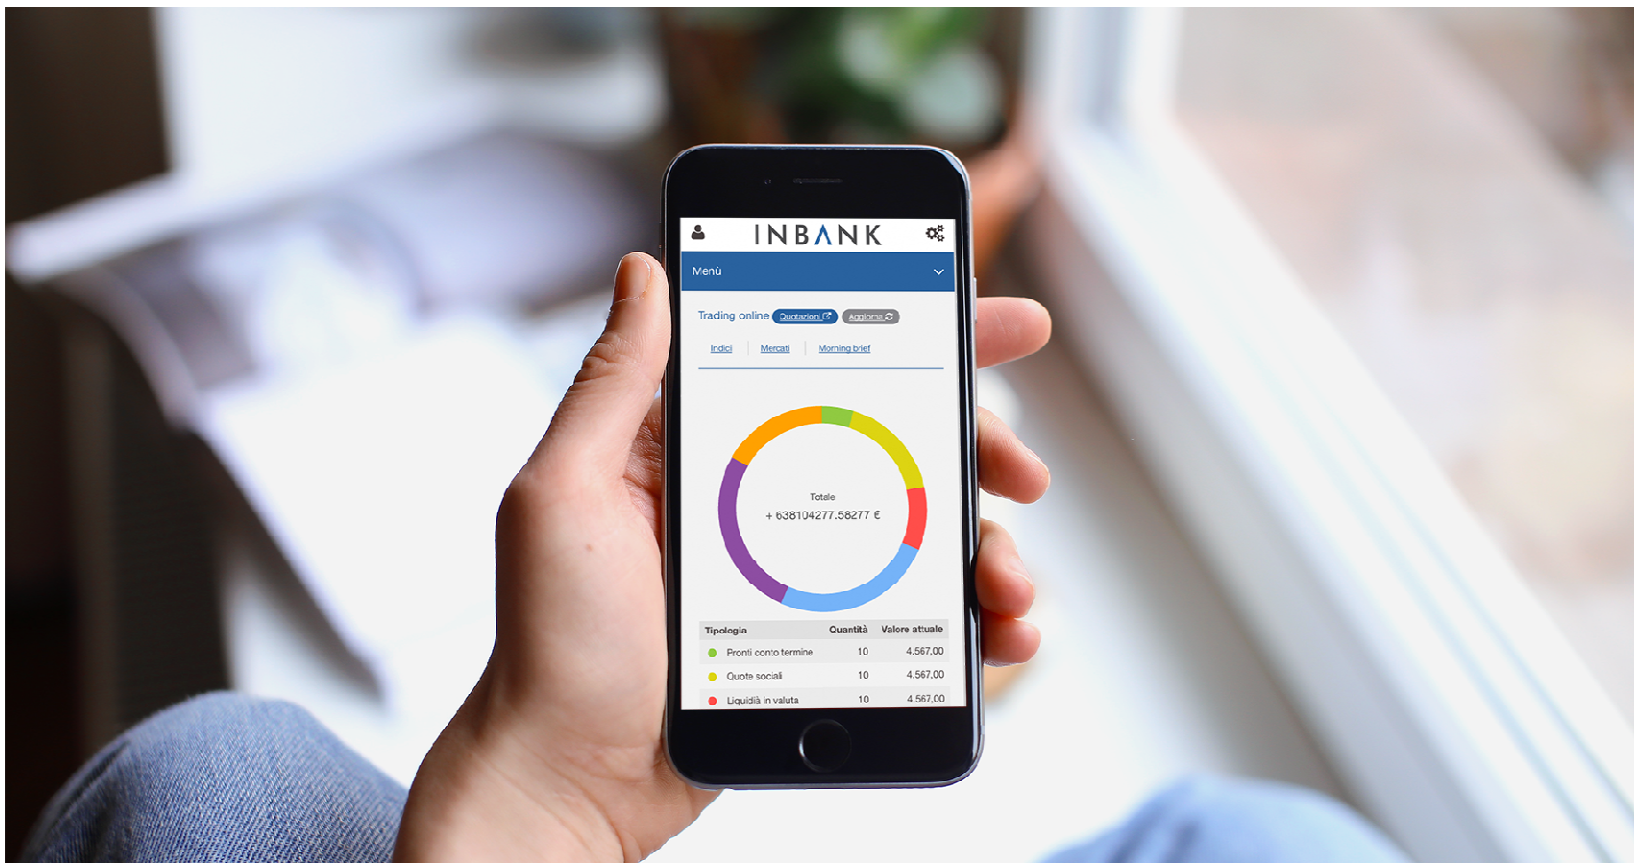 INBANK
Menù
Trading online Quotazioni Aggiorna
Indici Mercati Morning brief
Totale
+ 638104277.58277 €
Tipologia Quantità Valore attuale
Pronti conto termine 10 4.567,00
Quote sociali 10 4.567,00
Liquidià in valuta 10 4.567,00